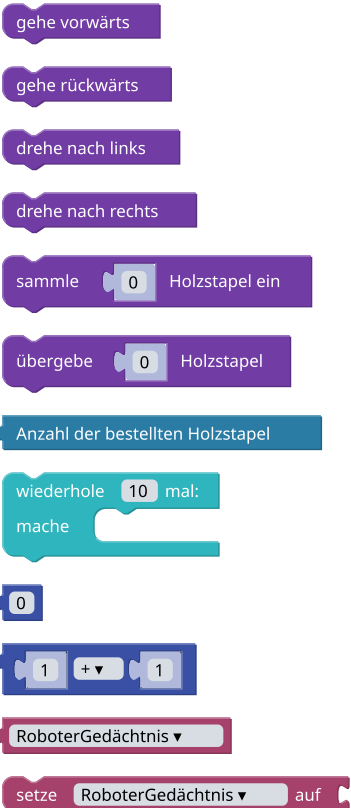 gehe vorwärts
gehe rückwärts
drehe nach links
drehe nach rechts
sammle 0 Holzstapel ein
übergebe 0 Holzstapel
Anzahl der bestellten Holzstapel
wiederhole 10 mal:
mache
0
1 + ▾ 1
RoboterGedächtnis ▾
setze RoboterGedächtnis ▾ auf